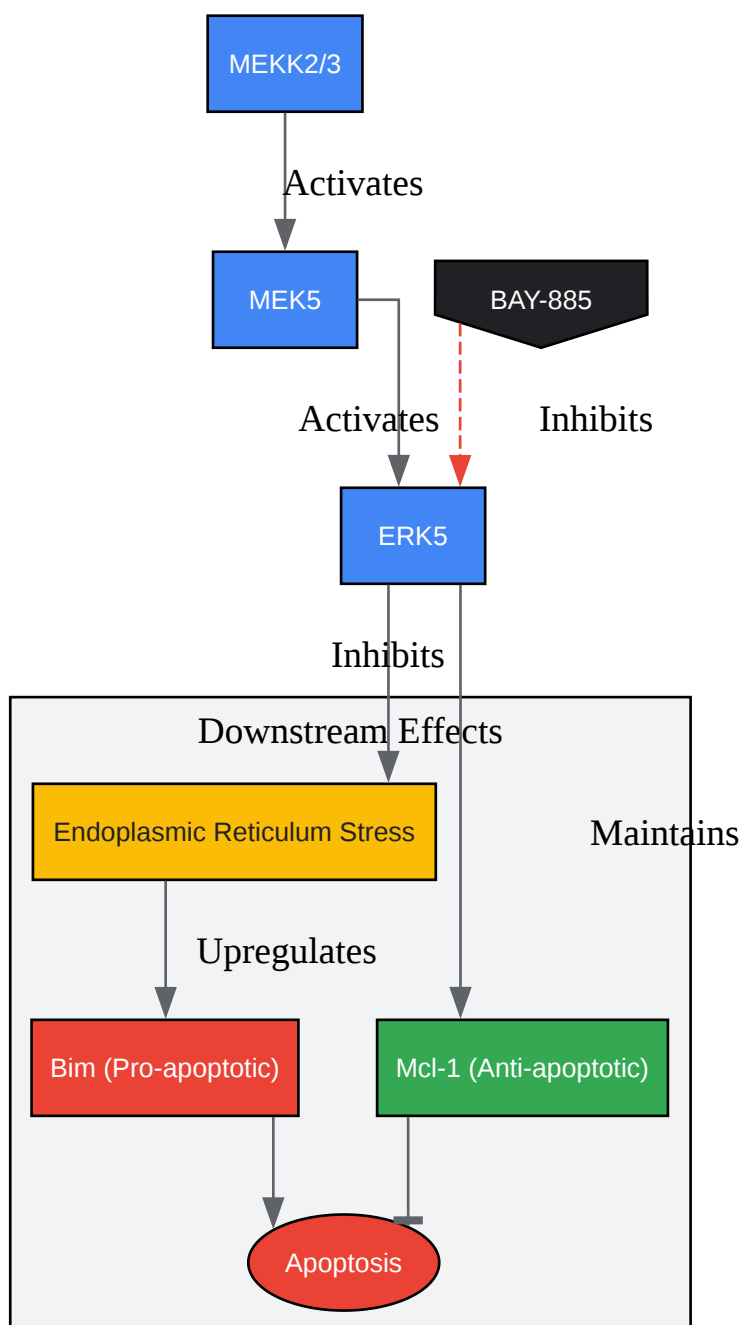 MEKK2/3
Activates
MEK5
BAY-885
Activates
Inhibits
ERK5
Inhibits
Downstream Effects
Endoplasmic Reticulum Stress
Maintains
Upregulates
Bim (Pro-apoptotic)
Mcl-1 (Anti-apoptotic)
Apoptosis